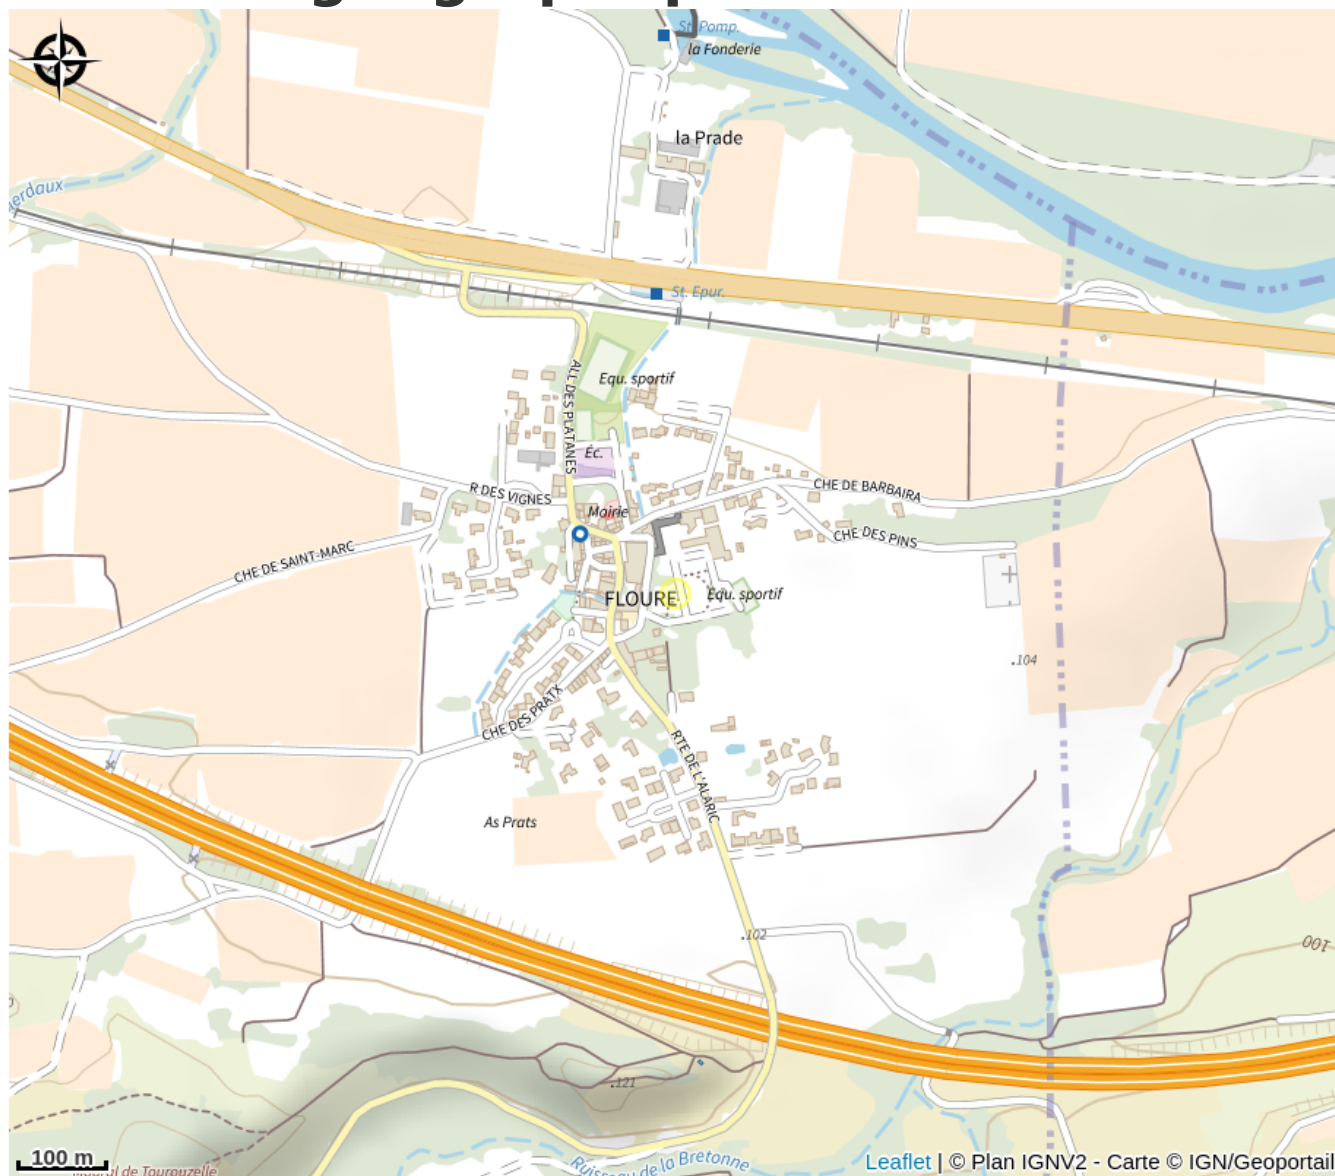 St. Pomp.
la Fonderie
la Prade
St. Epur.
Equ. sportif
ALL DES PLATANES
Éc.
R DES VIGNES
CHE DE BARBAIRA
Mairie
CHE DES PINS
CHE DE SAINT-MARC
FLOURE
Equ. sportif
.104
CHE DES PRATX
RTE DE L'ALARIC
As Prats
.102
100
.121
100 m
Ruisseau de la Bretonne
Leaflet | © Plan IGNV2 - Carte © IGN/Geoportail